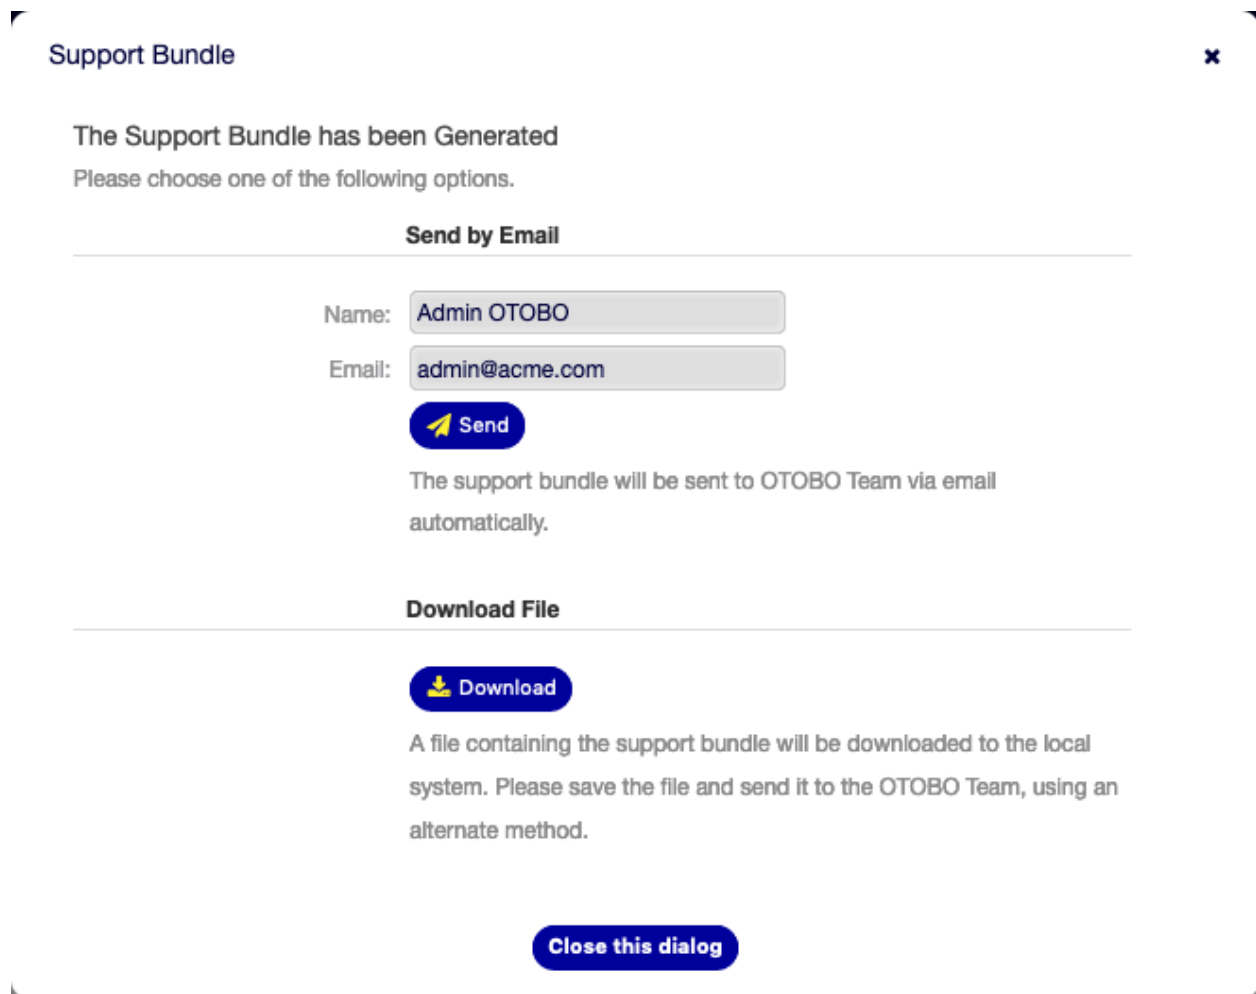 Support Bundle
The Support Bundle has been Generated
Please choose one of the following options.
Send by Email
Name: Admin OTOBO
Email: admin@acme.com
Send
The support bundle will be sent to OTOBO Team via email
automatically.
Download File
Download
A file containing the support bundle will be downloaded to the local
system. Please save the file and send it to the OTOBO Team, using an
alternate method.
Close this dialog